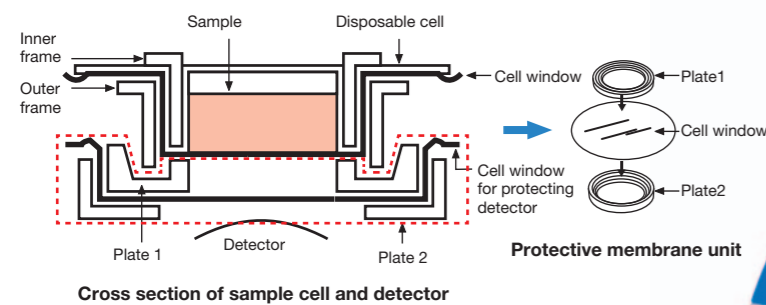 Sample
Disposable cell
Inner
frame
Outer
frame
Cell window
Plate1
Cell window
Cell window
for protecting
detector
Plate2
Plate 1
Detector
Plate 2
Protective membrane unit
Cross section of sample cell and detector